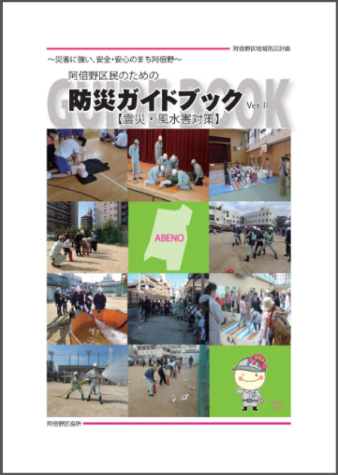 阿倍野区地域防災計画
～災害に強い、安全・安心のまち阿倍野～
阿倍野区民のための
GUIDE BOOK
防災ガイドブック Ver.II
【震災・風水害対策】
ABENO
阿倍野区役所